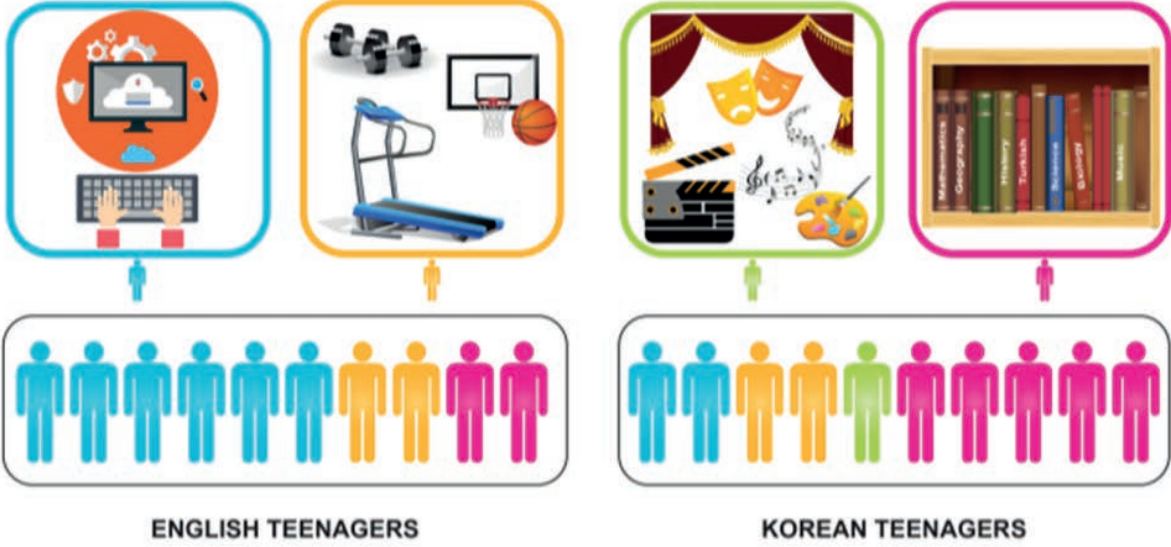 Mathematics
Geography
History
Turkish
Science
Biology
Music
ENGLISH TEENAGERS
KOREAN TEENAGERS